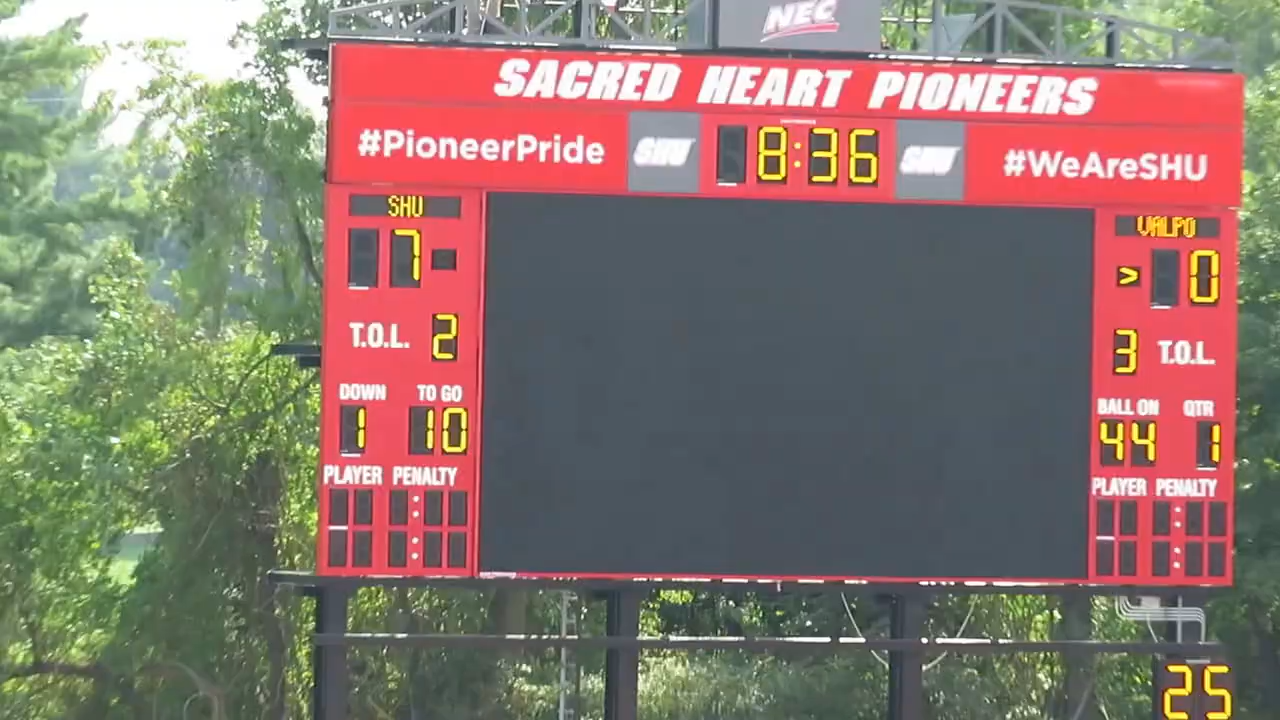 NEC
SACRED HEART PIONEERS
#PioneerPride SHU 8:36 SHU #WeAreSHU
SHU
7
T.O.L. 2
DOWN TO GO
1 10
PLAYER PENALTY
VALPO
> 0
3 T.O.L.
BALL ON QTR
44 1
PLAYER PENALTY
25